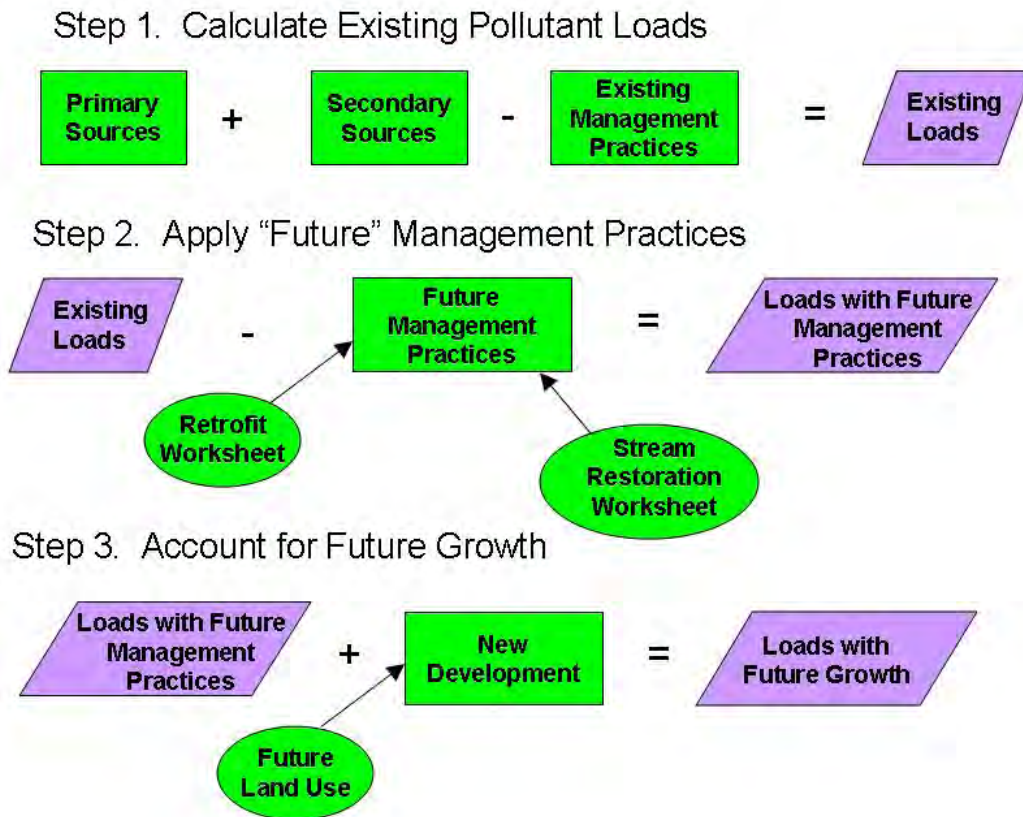 Step 1. Calculate Existing Pollutant Loads
Primary
Sources
+
Secondary
Sources
-
Existing
Management
Practices
=
Existing
Loads
Step 2. Apply “Future” Management Practices
Existing
Loads
-
Future
Management
Practices
=
Loads with Future
Management
Practices
Retrofit
Worksheet
Stream
Restoration
Worksheet
Step 3. Account for Future Growth
Loads with Future
Management
Practices
+
New
Development
=
Loads with
Future Growth
Future
Land Use